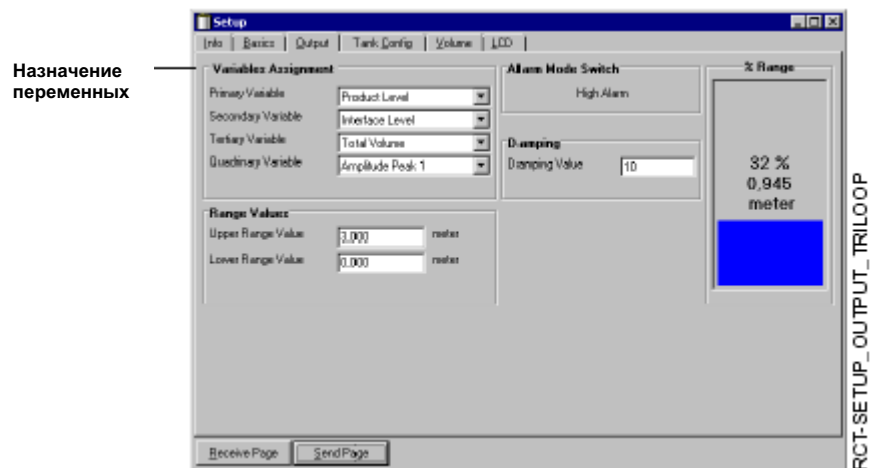 Setup
Info
Basics
Output
Tank Config
Volume
LCD
Назначение
переменных
Variables Assignment
Primary Variable
Product Level
Secondary Variable
Interface Level
Tertiary Variable
Total Volume
Quadrinary Variable
Amplitude Peak 1
Range Values
Upper Range Value
3.000
meter
Lower Range Value
0.000
meter
Allarm Mode Switch
High Alarm
Damping
Damping Value
10
% Range
32 %
0,945
meter
Receive Page
Send Page
RCT-SETUP_OUTPUT_TRILOOP